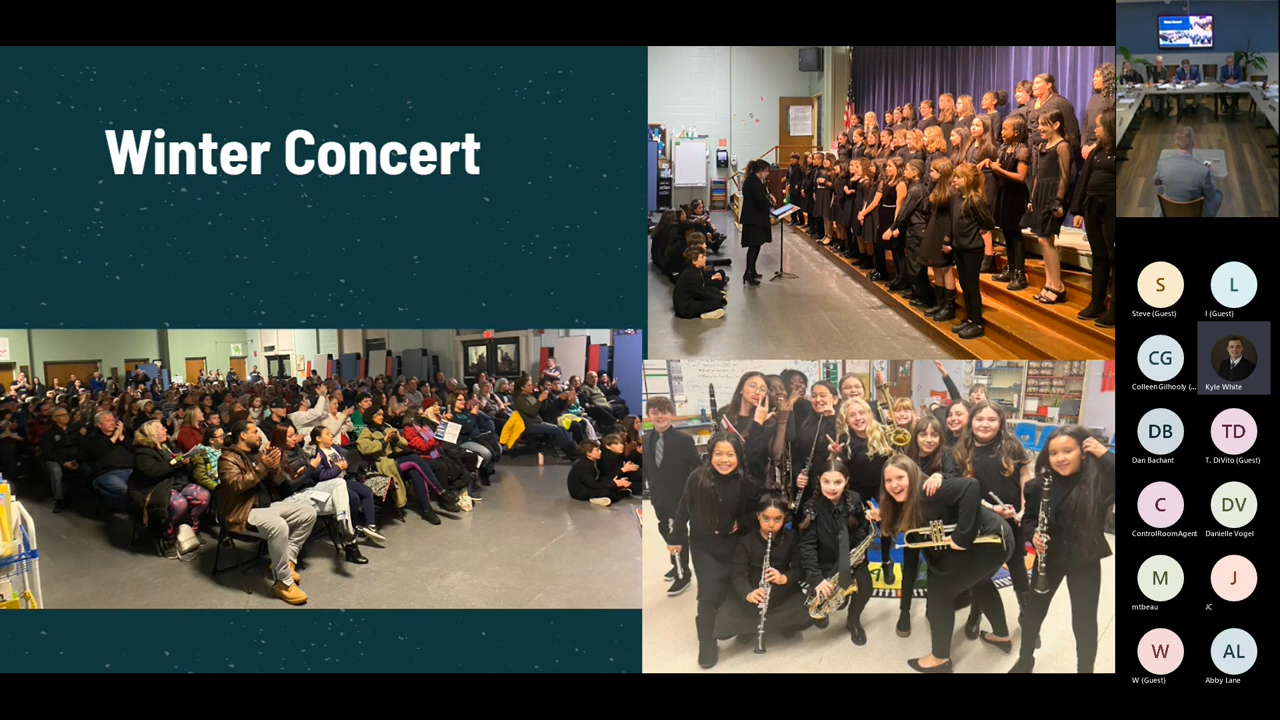 Winter Concert
S
Steve (Guest)
L
I (Guest)
CG
Colleen Gilhooly (...
Kyle White
DB
Dan Bachant
TD
T. DiVito (Guest)
C
ControlRoomAgent
DV
Danielle Vogel
M
mtbeau
J
JC
W
W (Guest)
AL
Abby Lane